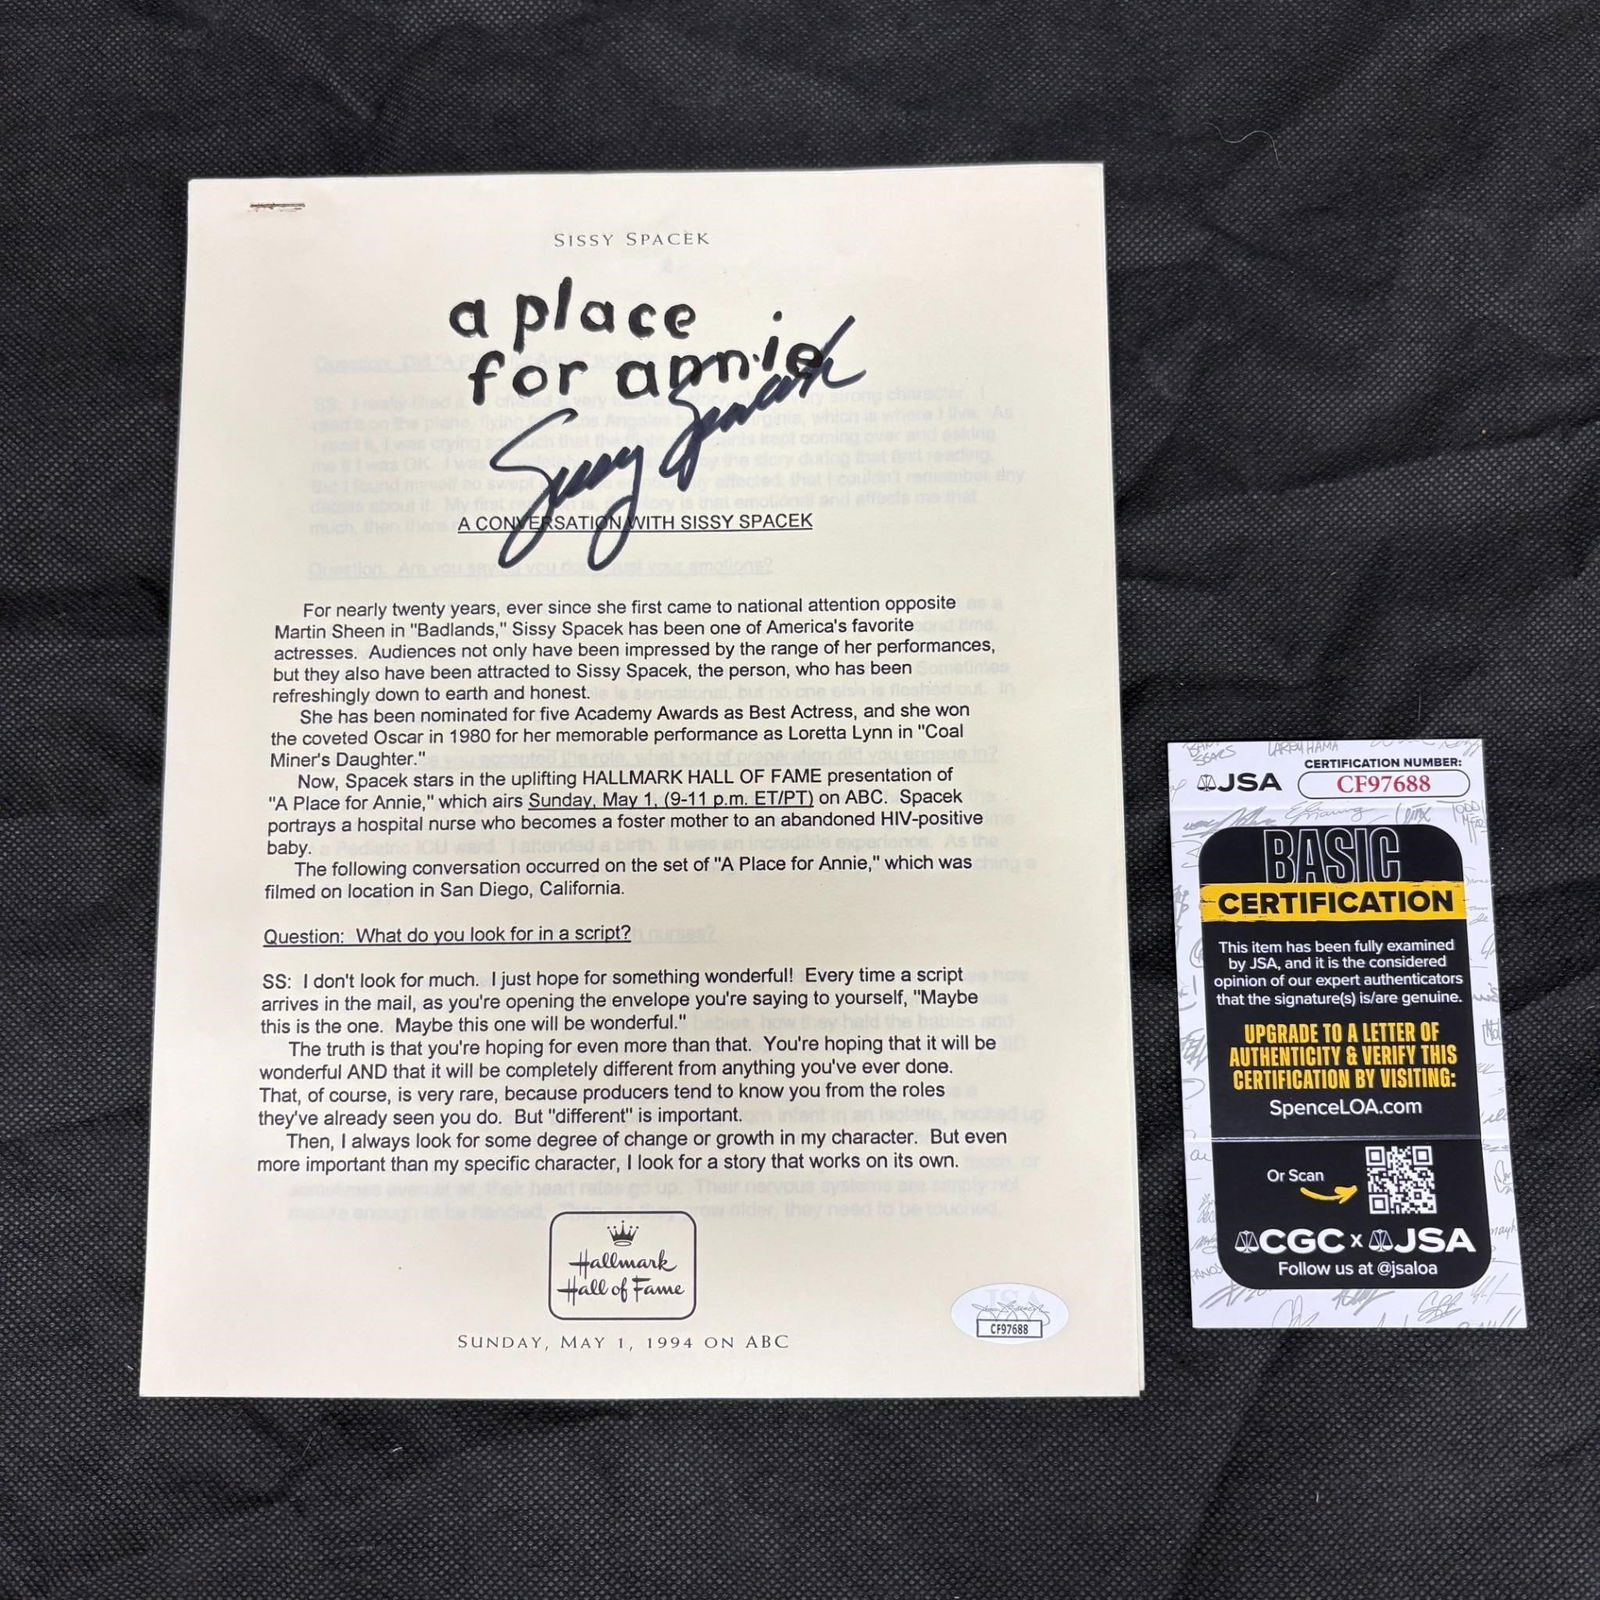 SISSY SPACEK
a place
for annie
Sissy Spacek
A CONVERSATION WITH SISSY SPACEK
For nearly twenty years, ever since she first came to national attention opposite
Martin Sheen in "Badlands," Sissy Spacek has been one of America's favorite
actresses. Audiences not only have been impressed by the range of her performances,
but they also have been attracted to Sissy Spacek, the person, who has been
refreshingly down to earth and honest.
She has been nominated for five Academy Awards as Best Actress, and she won
the coveted Oscar in 1980 for her memorable performance as Loretta Lynn in "Coal
Miner's Daughter."
Now, Spacek stars in the uplifting HALLMARK HALL OF FAME presentation of
"A Place for Annie," which airs Sunday, May 1, (9-11 p.m. ET/PT) on ABC. Spacek
portrays a hospital nurse who becomes a foster mother to an abandoned HIV-positive
baby.
The following conversation occurred on the set of "A Place for Annie," which was
filmed on location in San Diego, California.
Question: What do you look for in a script?
SS: I don't look for much. I just hope for something wonderful! Every time a script
arrives in the mail, as you're opening the envelope you're saying to yourself, "Maybe
this is the one. Maybe this one will be wonderful."
The truth is that you're hoping for even more than that. You're hoping that it will be
wonderful AND that it will be completely different from anything you've ever done.
That, of course, is very rare, because producers tend to know you from the roles
they've already seen you do. But "different" is important.
Then, I always look for some degree of change or growth in my character. But even
more important than my specific character, I look for a story that works on its own.
Hallmark
Hall of Fame
SUNDAY, MAY 1, 1994 ON ABC
JSA
CF97688
JSA
CERTIFICATION NUMBER:
CF97688
BASIC
CERTIFICATION
This item has been fully examined
by JSA, and it is the considered
opinion of our expert authenticators
that the signature(s) is/are genuine.
UPGRADE TO A LETTER OF
AUTHENTICITY & VERIFY THIS
CERTIFICATION BY VISITING:
SpenceLOA.com
Or Scan
CGC x JSA
Follow us at @jsaloa